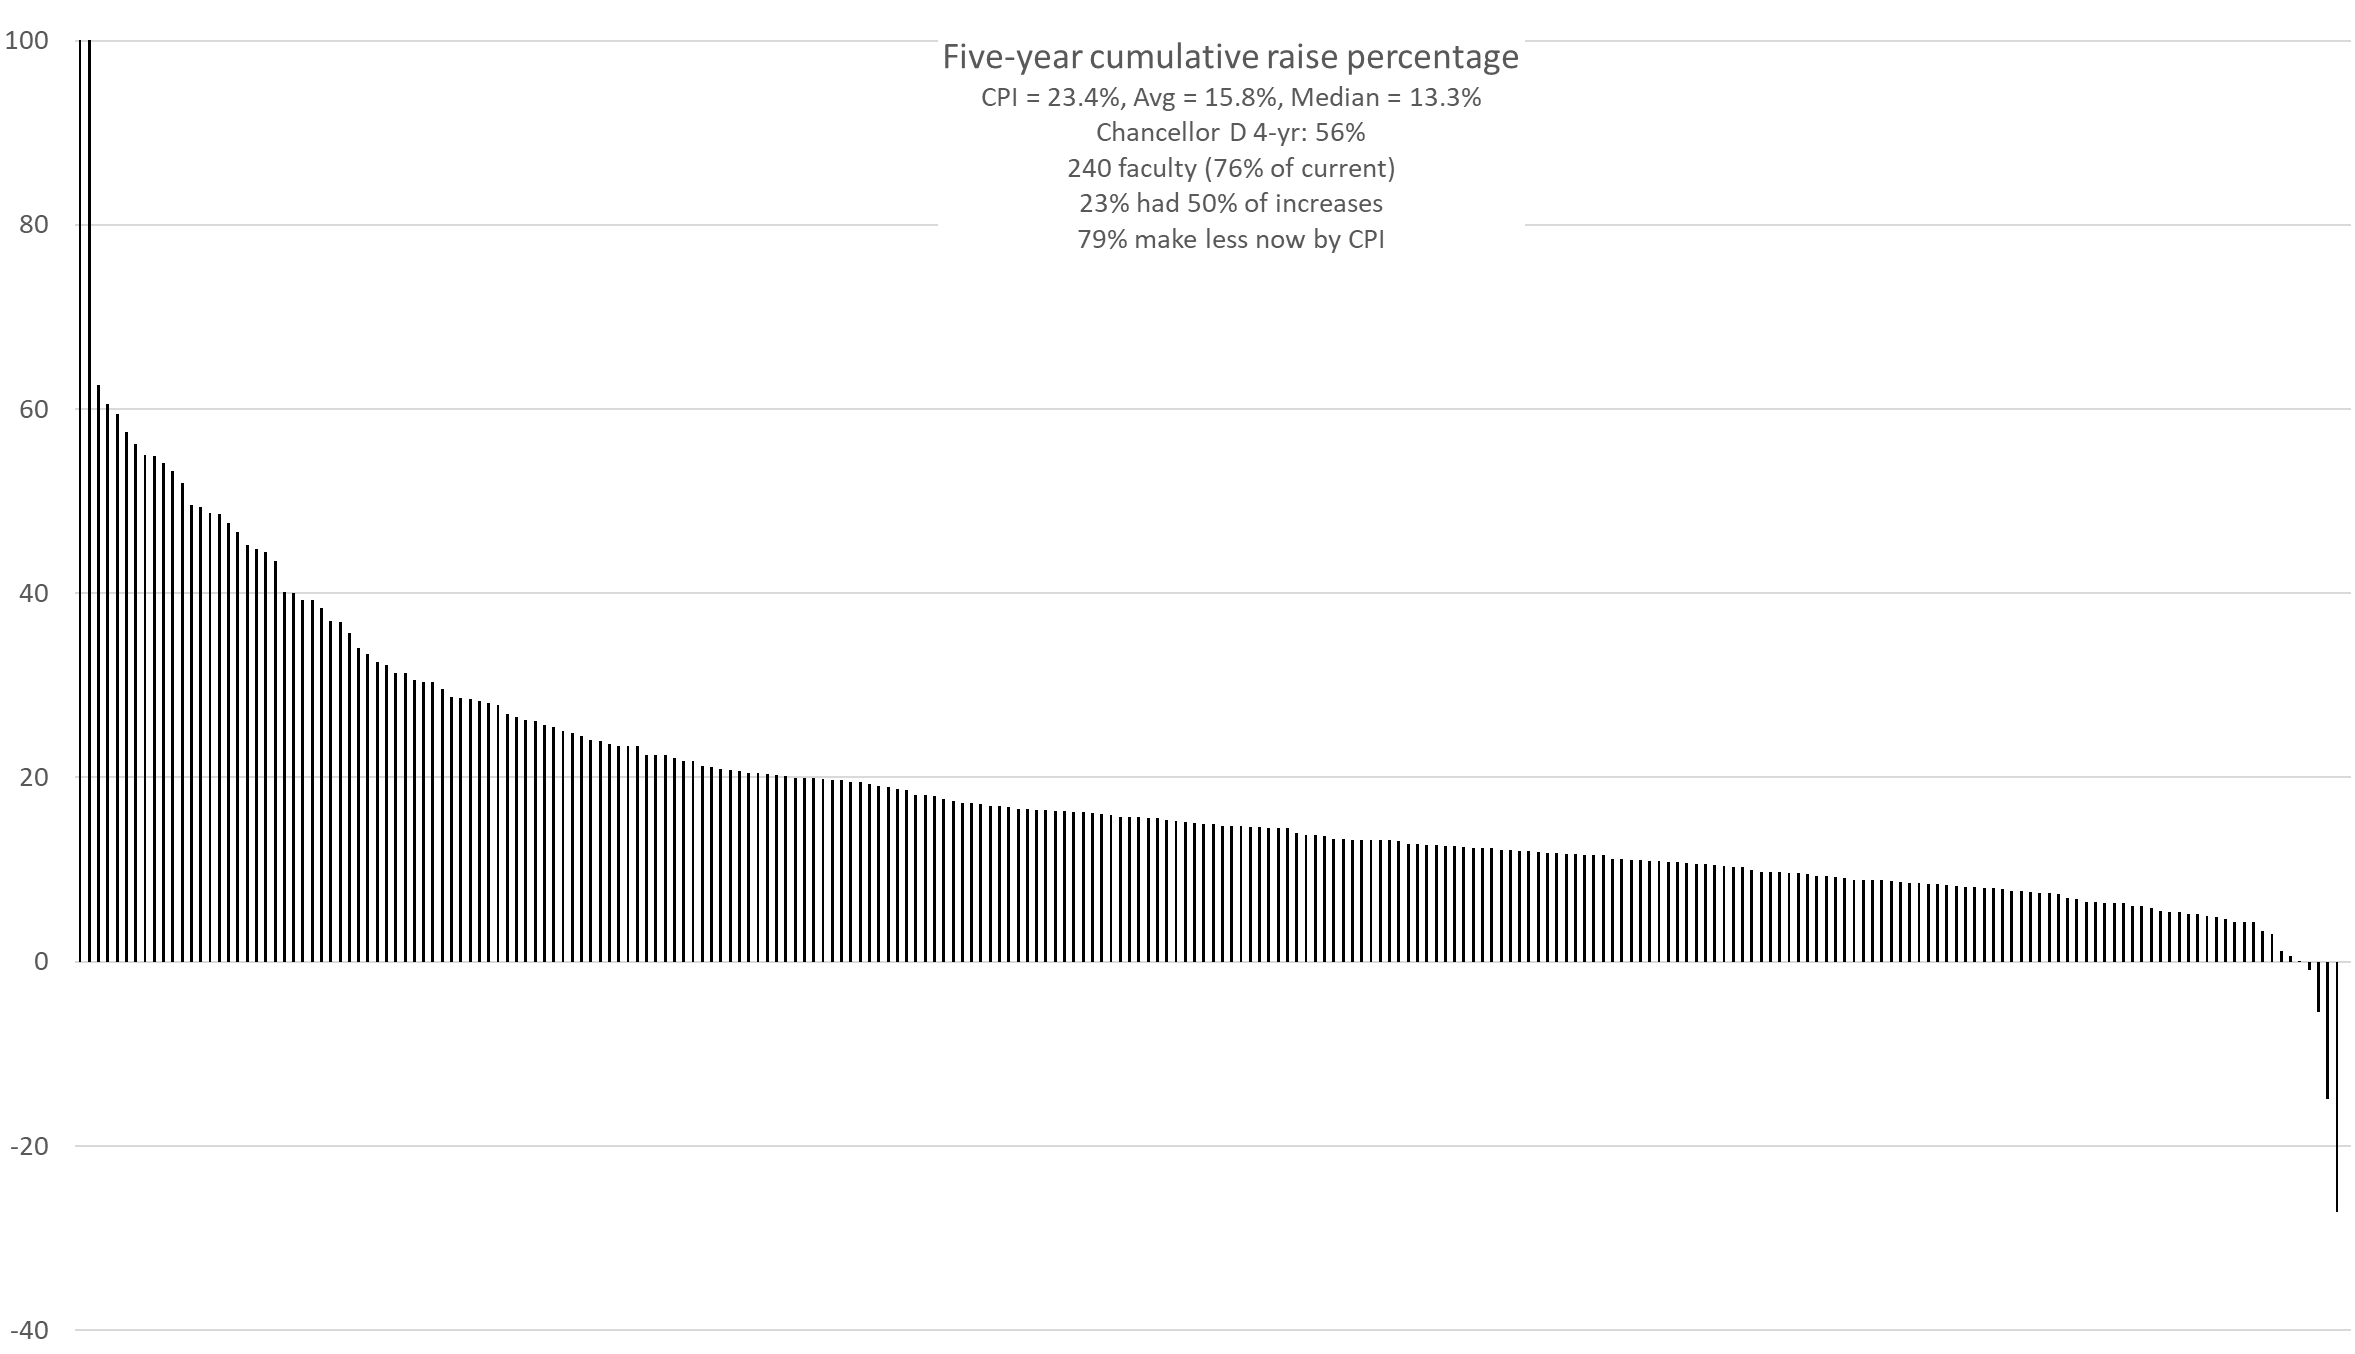 Five-year cumulative raise percentage
CPI = 23.4%, Avg = 15.8%, Median = 13.3%
Chancellor D 4-yr: 56%
240 faculty (76% of current)
23% had 50% of increases
79% make less now by CPI
100
80
60
40
20
0
-20
-40